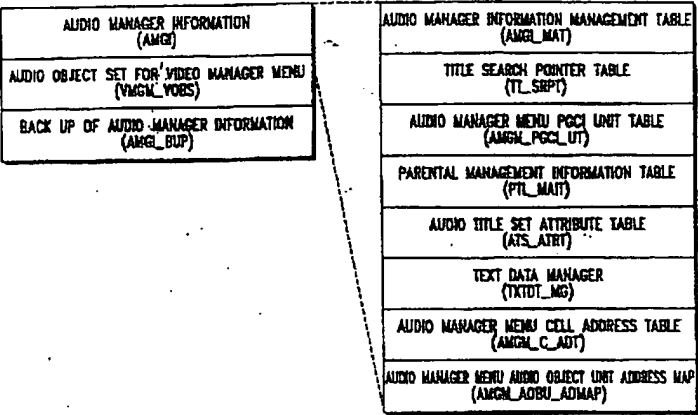 AUDIO MANAGER INFORMATION
(AMGI)
AUDIO OBJECT SET FOR VIDEO MANAGER MENU
(VMGM_VOBS)
BACK UP OF AUDIO MANAGER INFORMATION
(AMGI_BUP)
AUDIO MANAGER INFORMATION MANAGEMENT TABLE
(AMGI_MAT)
TITLE SEARCH POINTER TABLE
(TT_SRPT)
AUDIO MANAGER MENU PGCI UNIT TABLE
(AMGM_PGCI_UT)
PARENTAL MANAGEMENT INFORMATION TABLE
(PTL_MAIT)
AUDIO TITLE SET ATTRIBUTE TABLE
(ATS_ATRT)
TEXT DATA MANAGER
(TXTDT_MG)
AUDIO MANAGER MENU CELL ADDRESS TABLE
(AMGM_C_ADT)
AUDIO MANAGER MENU AUDIO OBJECT UNIT ADDRESS MAP
(AMGM_AOBU_ADMAP)